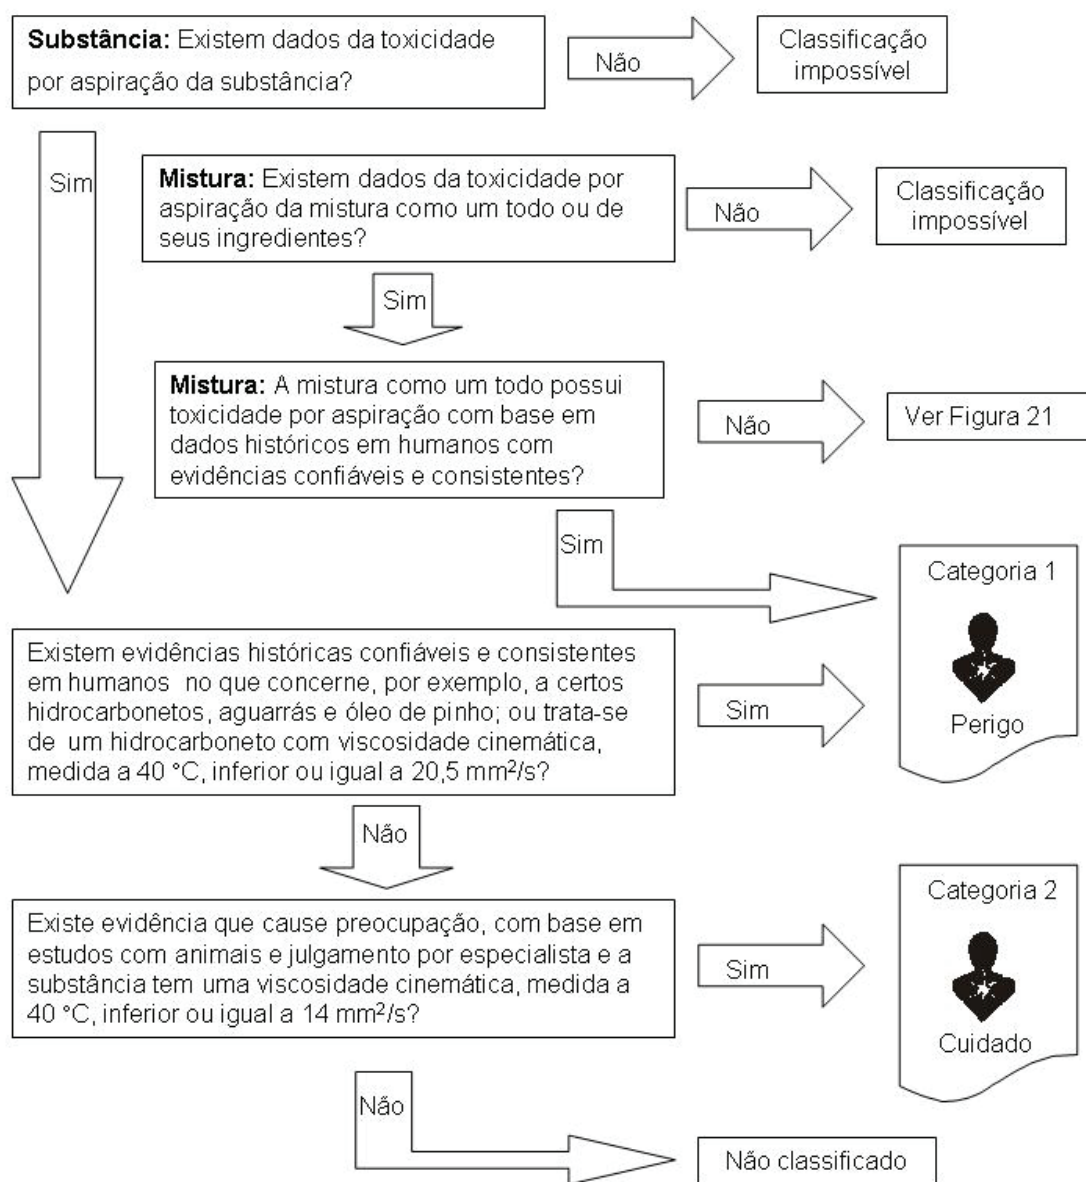 Substância: Existem dados da toxicidade
por aspiração da substância?
Não
Classificação
impossível
Sim
Mistura: Existem dados da toxicidade por
aspiração da mistura como um todo ou de
seus ingredientes?
Não
Classificação
impossível
Sim
Mistura: A mistura como um todo possui
toxicidade por aspiração com base em
dados históricos em humanos com
evidências confiáveis e consistentes?
Não
Ver Figura 21
Sim
Categoria 1
Perigo
Existem evidências históricas confiáveis e consistentes
em humanos no que concerne, por exemplo, a certos
hidrocarbonetos, aguarrás e óleo de pinho; ou trata-se
de um hidrocarboneto com viscosidade cinemática,
medida a 40 °C, inferior ou igual a 20,5 mm²/s?
Sim
Não
Existe evidência que cause preocupação, com base em
estudos com animais e julgamento por especialista e a
substância tem uma viscosidade cinemática, medida a
40 °C, inferior ou igual a 14 mm²/s?
Sim
Categoria 2
Cuidado
Não
Não classificado